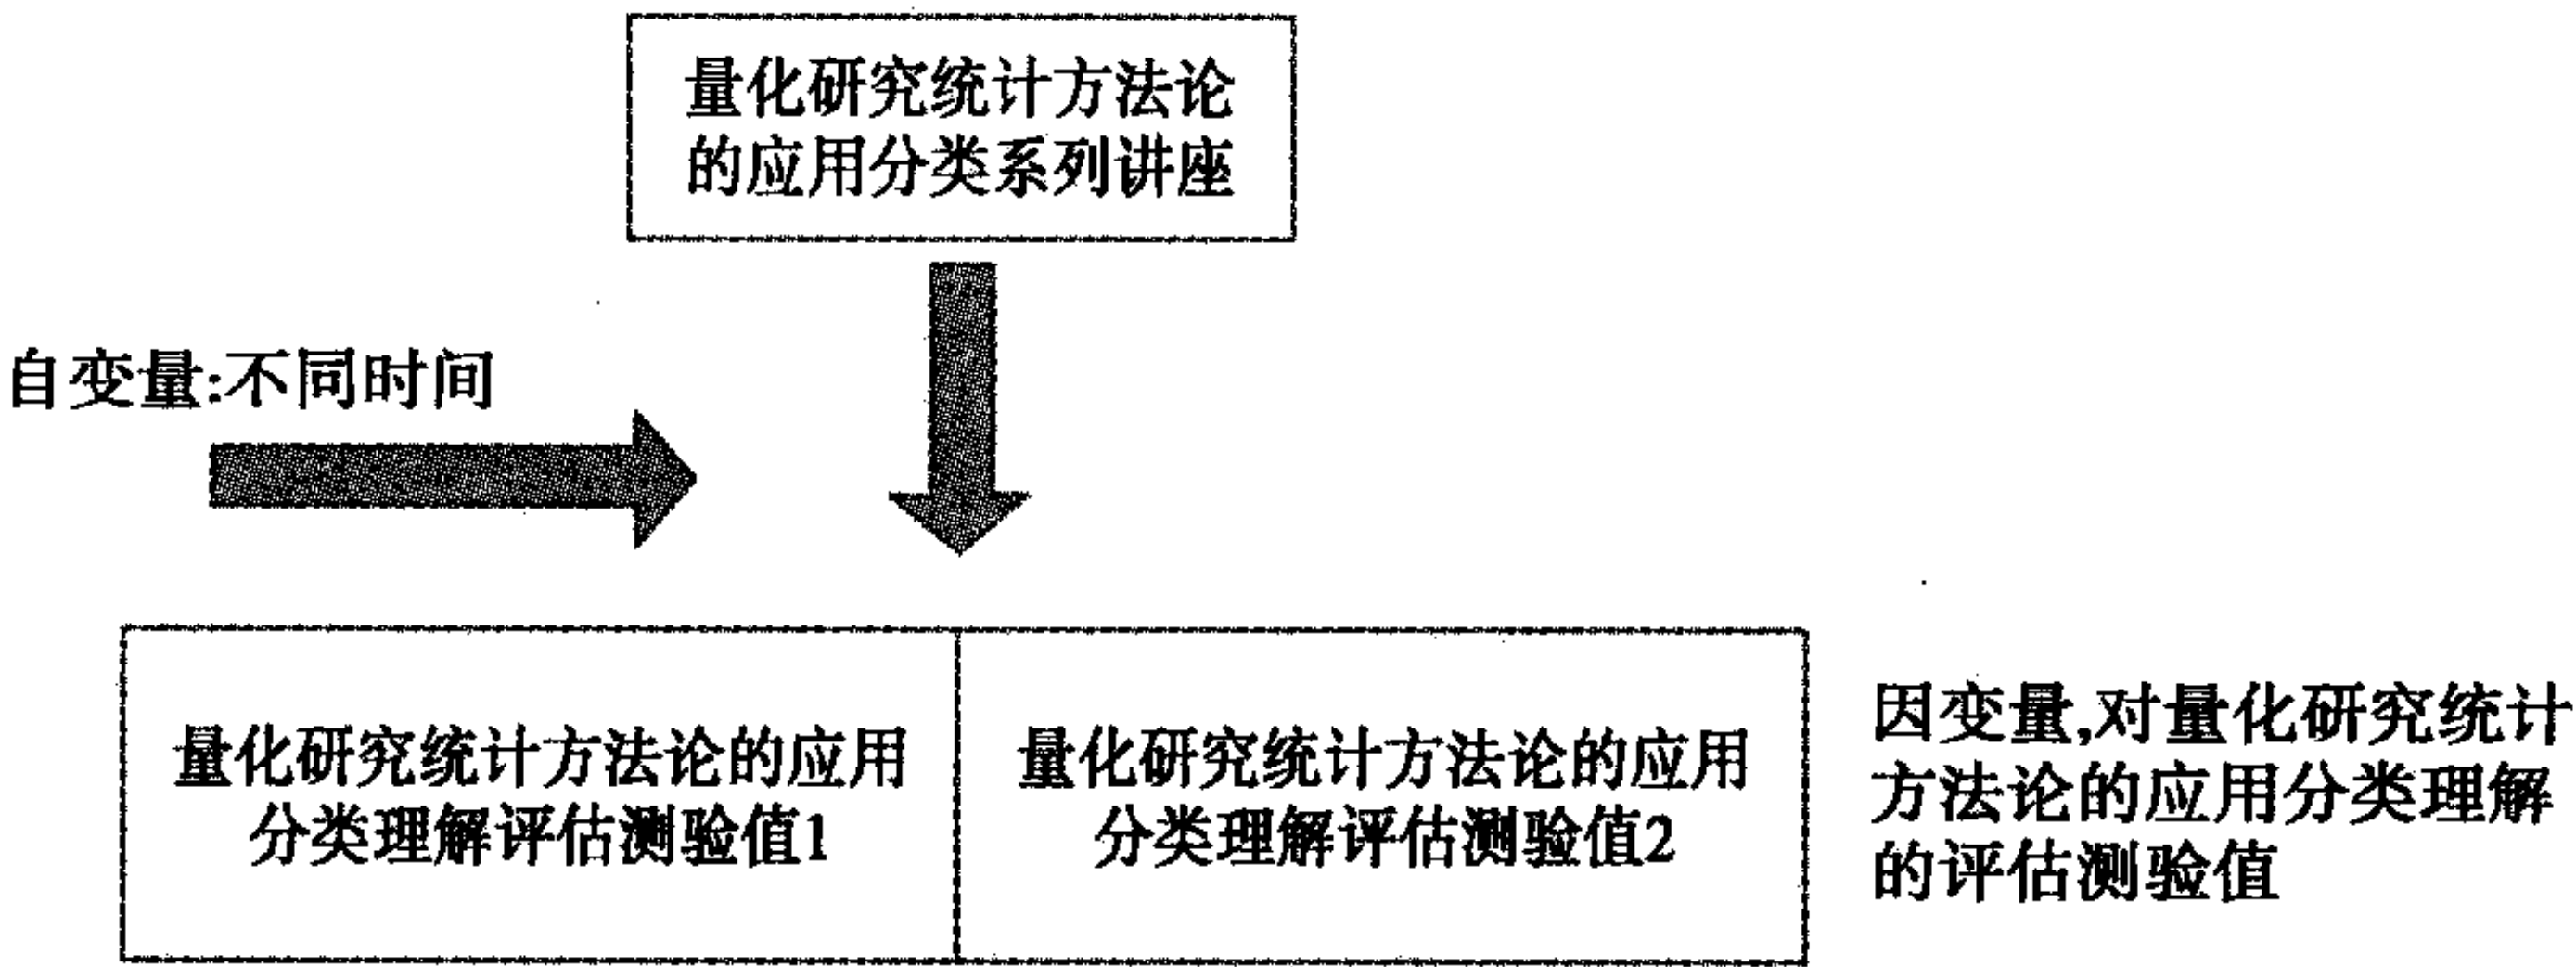 量化研究统计方法论
的应用分类系列讲座
自变量:不同时间
量化研究统计方法论的应用
分类理解评估测验值1
量化研究统计方法论的应用
分类理解评估测验值2
因变量,对量化研究统计
方法论的应用分类理解
的评估测验值